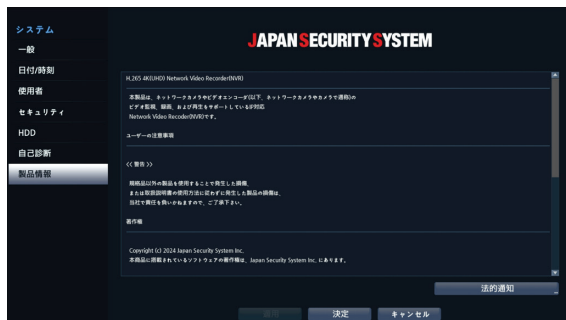 システム
一般
日付/時刻
使用者
セキュリティ
HDD
自己診断
製品情報
JAPAN SECURITY SYSTEM
H.265 4K(UHD) Network Video Recorder(NVR)
本製品は、ネットワークカメラやビデオエンコーダ(以下、ネットワークカメラやカメラで通称)の
ビデオ監視、録画、および再生をサポートしているIP対応
Network Video Recoder(NVR)です。
ユーザーの注意事項
<< 警告 >>
規格品以外の製品を使用することで発生した損傷、
または取扱説明書の使用方法に従わずに発生した製品の損傷は、
当社で責任を負いかねますので、ご了承下さい。
著作権
Copyright (c) 2024 Japan Security System Inc.
本商品に搭載されているソフトウェアの著作権は、Japan Security System Inc. にあります。
法的通知
適用
決定
キャンセル